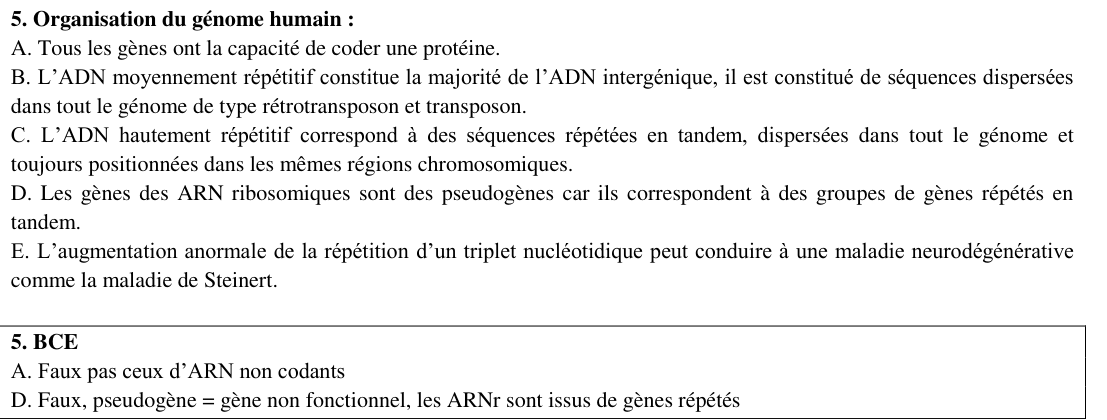 5. Organisation du génome humain :
A. Tous les gènes ont la capacité de coder une protéine.
B. L’ADN moyennement répétitif constitue la majorité de l’ADN intergénique, il est constitué de séquences dispersées
dans tout le génome de type rétrotransposon et transposon.
C. L’ADN hautement répétitif correspond à des séquences répétées en tandem, dispersées dans tout le génome et
toujours positionnées dans les mêmes régions chromosomiques.
D. Les gènes des ARN ribosomiques sont des pseudogènes car ils correspondent à des groupes de gènes répétés en
tandem.
E. L’augmentation anormale de la répétition d’un triplet nucléotidique peut conduire à une maladie neurodégénérative
comme la maladie de Steinert.
5. BCE
A. Faux pas ceux d’ARN non codants
D. Faux, pseudogène = gène non fonctionnel, les ARNr sont issus de gènes répétés